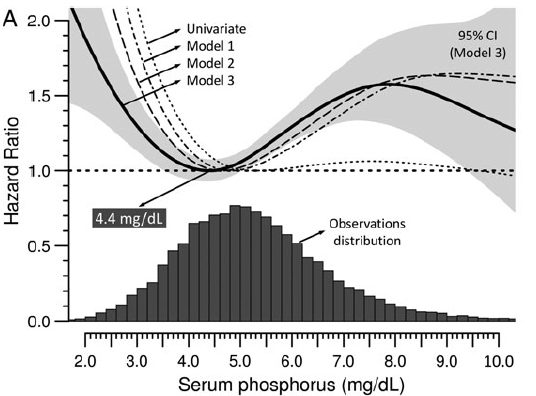 A
2.0
1.5
1.0
0.5
0.0
Hazard Ratio
Univariate
Model 1
Model 2
Model 3
95% CI
(Model 3)
4.4 mg/dL
Observations
distribution
2.0 3.0 4.0 5.0 6.0 7.0 8.0 9.0 10.0
Serum phosphorus (mg/dL)